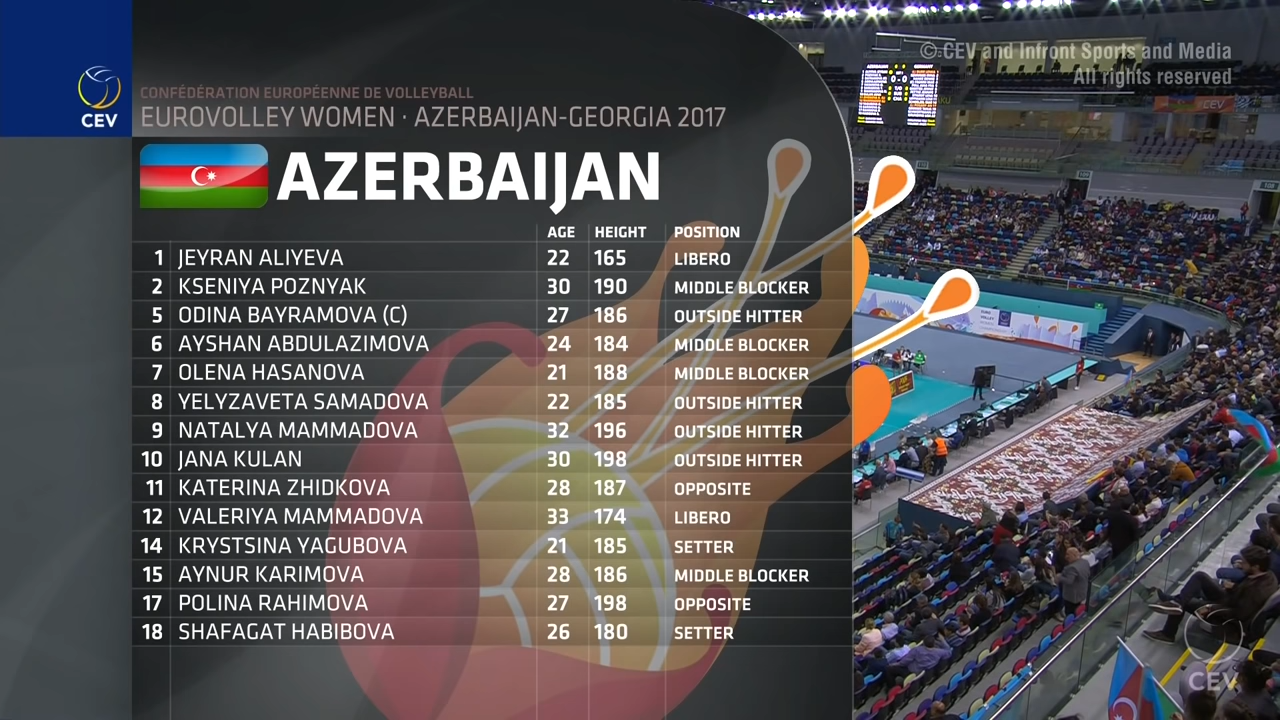 © CEV and Infront Sports and Media
All rights reserved
CEV
CONFÉDÉRATION EUROPÉENNE DE VOLLEYBALL
EUROVOLLEY WOMEN · AZERBAIJAN-GEORGIA 2017
AZERBAIJAN
AGE HEIGHT POSITION
1 JEYRAN ALIYEVA 22 165 LIBERO
2 KSENIYA POZNYAK 30 190 MIDDLE BLOCKER
5 ODINA BAYRAMOVA (C) 27 186 OUTSIDE HITTER
6 AYSHAN ABDULAZIMOVA 24 184 MIDDLE BLOCKER
7 OLENA HASANOVA 21 188 MIDDLE BLOCKER
8 YELYZAVETA SAMADOVA 22 185 OUTSIDE HITTER
9 NATALYA MAMMADOVA 32 196 OUTSIDE HITTER
10 JANA KULAN 30 198 OUTSIDE HITTER
11 KATERINA ZHIDKOVA 28 187 OPPOSITE
12 VALERIYA MAMMADOVA 33 174 LIBERO
14 KRYSTSINA YAGUBOVA 21 185 SETTER
15 AYNUR KARIMOVA 28 186 MIDDLE BLOCKER
17 POLINA RAHIMOVA 27 198 OPPOSITE
18 SHAFAGAT HABIBOVA 26 180 SETTER
CEV